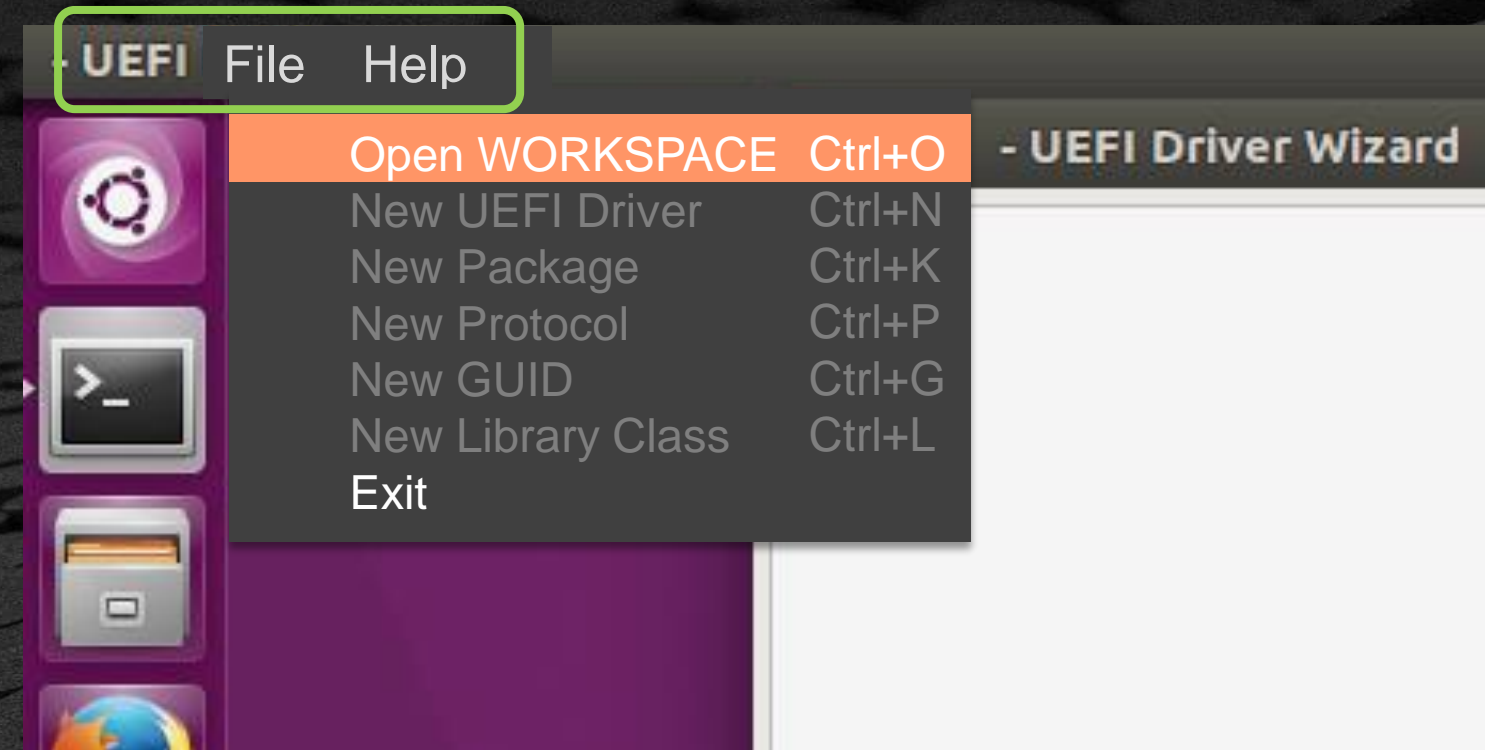 - UEFI File Help
- UEFI Driver Wizard
Open WORKSPACE Ctrl+O
New UEFI Driver Ctrl+N
New Package Ctrl+K
New Protocol Ctrl+P
New GUID Ctrl+G
New Library Class Ctrl+L
Exit
>_